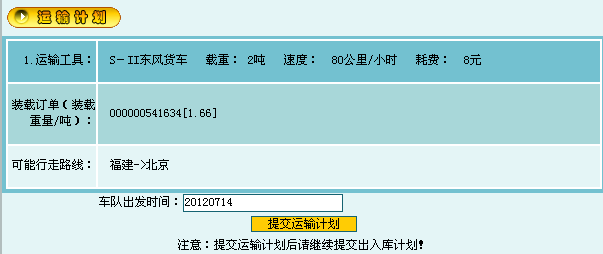 运输计划
1.运输工具： S－II东风货车 载重： 2吨 速度： 80公里/小时 耗费： 8元
装载订单（装载
重量/吨）： 000000541634[1.66]
可能行走路线： 福建->北京
车队出发时间：20120714
提交运输计划
注意：提交运输计划后请继续提交出入库计划！